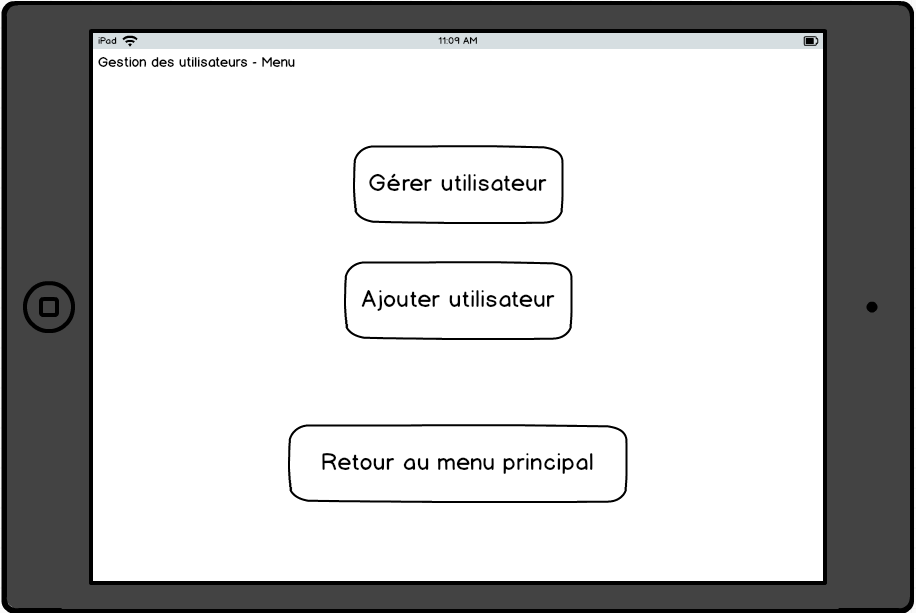 iPad 11:09 AM
Gestion des utilisateurs - Menu
Gérer utilisateur
Ajouter utilisateur
Retour au menu principal